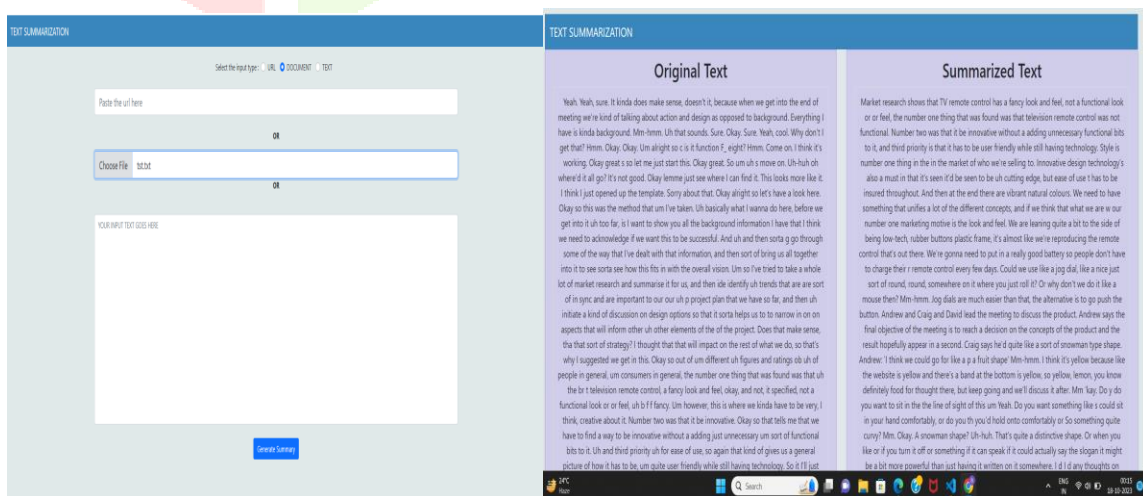 TEXT SUMMARIZATION
Select the input type : URL DOCUMENT TEXT
Paste the url here
OR
Choose File txt.txt
OR
YOUR INPUT TEXT GOES HERE
Generate Summary
TEXT SUMMARIZATION
Original Text
Yeah. Yeah, sure. It kinda does make sense, doesn't it, because when we get into the end of
meeting we're kind of talking about action and design as opposed to background. Everything I
have is kinda background. Mm-hmm. Uh that sounds. Sure. Okay. Sure. Yeah, cool. Why don't I
get that? Hmm. Okay. Okay. Um alright so c is it function F_ eight? Hmm. Come on. I think it's
working. Okay great s so let me just start this. Okay great. So um uh s move on. Uh-huh oh
where'd it all go? It's not good. Okay lemme just see where I can find it. This looks more like it.
I think I just opened up the template. Sorry about that. Okay alright so let's have a look here.
Okay so this was the method that um I've taken. Uh basically what I wanna do here, before we
get into it uh too far, is I want to show you all the background information I have that I think
we need to acknowledge if we want this to be successful. And uh and then sorta g go through
some of the way that I've dealt with that information, and then sort of bring us all together
into it to see sorta see how this fits in with the overall vision. Um so I've tried to take a whole
lot of market research and summarise it for us, and then ide identify uh trends that are are sort
of in sync and are important to our our uh p project plan that we have so far, and then uh
initiate a kind of discussion on design options so that it sorta helps us to to narrow in on on
aspects that will inform other uh other elements of the of the project. Does that make sense,
tha that sort of strategy? I thought that that will impact on the rest of what we do, so that's
why I suggested we get in this. Okay so out of um different uh figures and ratings ob uh of
people in general, um consumers in general, the number one thing that was found was that uh
the br t television remote control, a fancy look and feel, okay, and not, it specified, not a
functional look or or feel, uh b f f fancy. Um however, this is where we kinda have to be very, I
think, creative about it. Number two was that it be innovative. Okay so that tells me that we
have to find a way to be innovative without a adding just unnecessary um sort of functional
bits to it. Uh and third priority uh for ease of use, so again that kind of gives us a general
picture of how it has to be, um quite user friendly while still having technology. So it I'll just
Summarized Text
Market research shows that TV remote control has a fancy look and feel, not a functional look
or or feel, the number one thing that was found was that television remote control was not
functional. Number two was that it be innovative without a adding unnecessary functional bits
to it, and third priority is that it has to be user friendly while still having technology. Style is
number one thing in the in the market of who we're selling to. Innovative design technology's
also a must in that it's seen it'd be seen to be uh cutting edge, but ease of use t has to be
insured throughout. And then at the end there are vibrant natural colours. We need to have
something that unifies a lot of the different concepts, and if we think that what we are w our
number one marketing motive is the look and feel. We are leaning quite a bit to the side of
being low-tech, rubber buttons plastic frame, it's almost like we're reproducing the remote
control that's out there. We're gonna need to put in a really good battery so people don't have
to charge their r remote control every few days. Could we use like a jog dial, like a nice just
sort of round, round, somewhere on it where you just roll it? Or why don't we do it like a
mouse then? Mm-hmm. Jog dials are much easier than that, the alternative is to go push the
button. Andrew and Craig and David lead the meeting to discuss the product. Andrew says the
final objective of the meeting is to reach a decision on the concepts of the product and the
result hopefully appear in a second. Craig says he'd quite like a sort of snowman type shape.
Andrew: 'I think we could go for like a p a fruit shape' Mm-hmm. I think it's yellow because like
the website is yellow and there's a band at the bottom is yellow, so yellow, lemon, you know
definitely food for thought there, but keep going and we'll discuss it after. Mm 'kay. Do y do
you want to sit in the the line of sight of this um Yeah. Do you want something like s could sit
in your hand comfortably, or do you th you'd hold onto comfortably or So something quite
curvy? Mm. Okay. A snowman shape? Uh-huh. That's quite a distinctive shape. Or when you
like or if you turn it off or something if it can speak if it could actually say the slogan it might
be a bit more powerful than just having it written on it somewhere. I d I d any thoughts on
24°C
Haze
Search
ENG
IN
00:15
18-10-2023